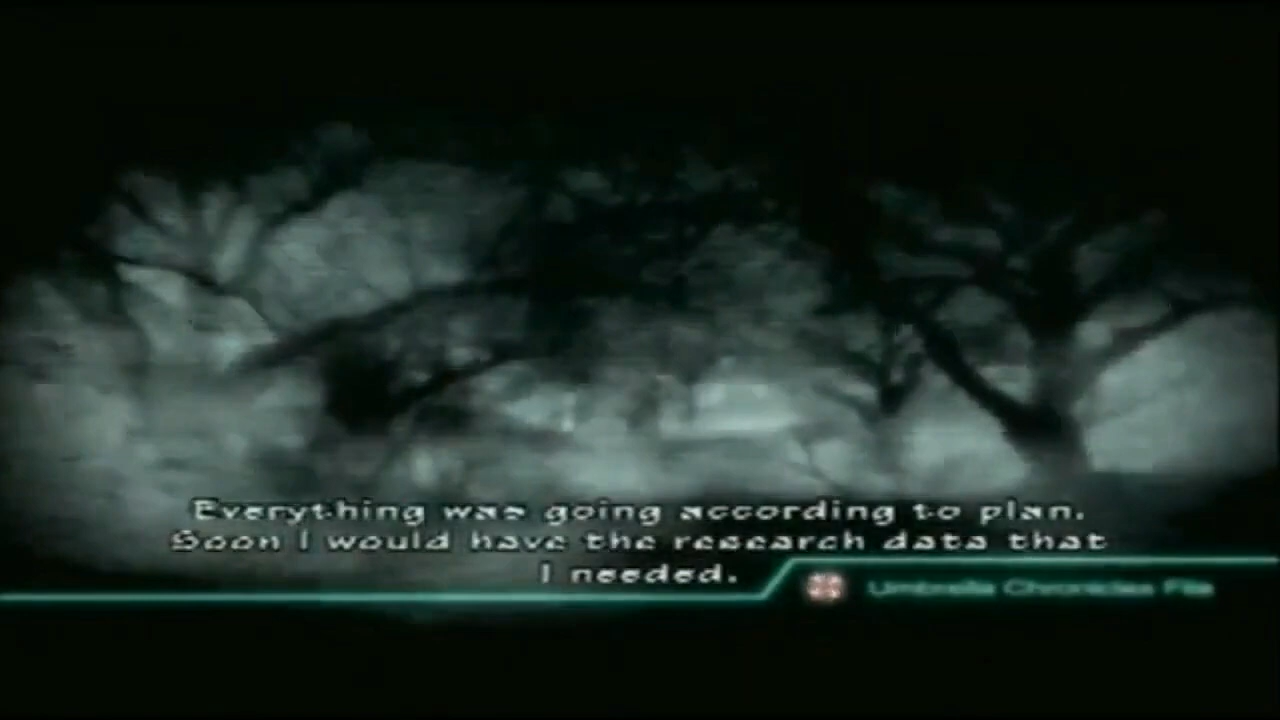 Everything was going according to plan.
Soon I would have the research data that
I needed.
Umbrella Chronicles File